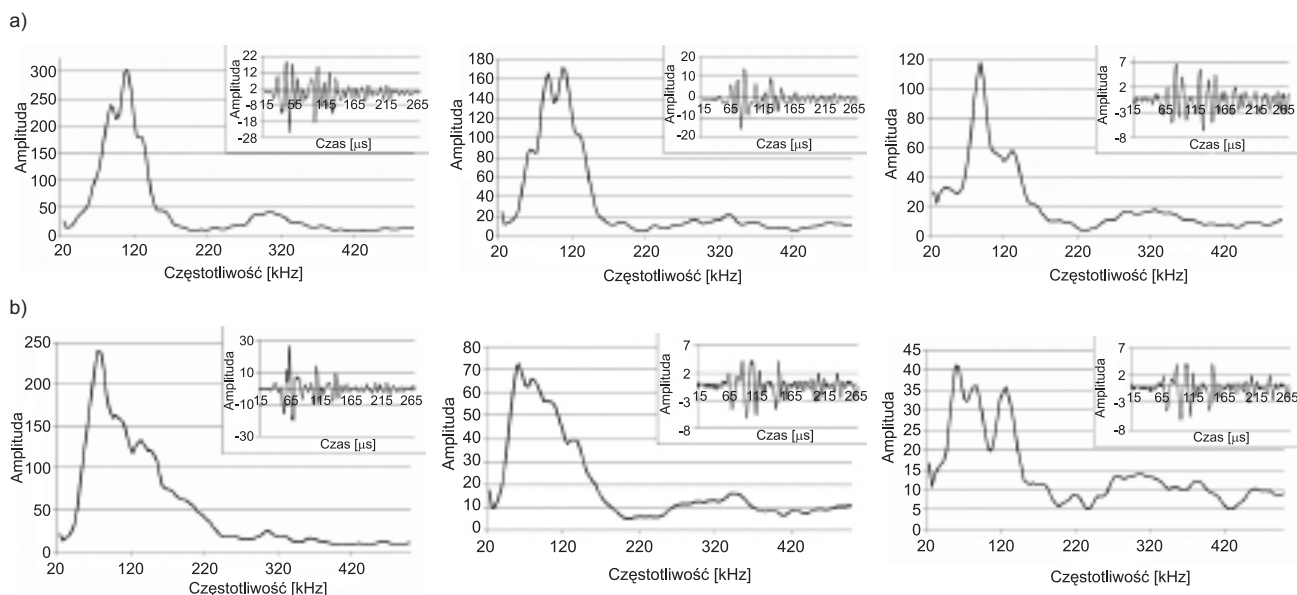 a)
Amplituda
300
250
200
150
100
50
0
20 120 220 320 420
Częstotliwość [kHz]
Amplituda
22
12
2
-8
-18
-28
15 65 115 165 215 265
Czas [μs]
Amplituda
180
160
140
120
100
80
60
40
20
0
20 120 220 320 420
Częstotliwość [kHz]
Amplituda
20
10
0
-10
-20
15 65 115 165 215 265
Czas [μs]
Amplituda
120
100
80
60
40
20
0
20 120 220 320 420
Częstotliwość [kHz]
Amplituda
7
2
-3
-8
15 65 115 165 215 265
Czas [μs]
b)
Amplituda
250
200
150
100
50
0
20 120 220 320 420
Częstotliwość [kHz]
Amplituda
30
10
-10
-30
15 65 115 165 215 265
Czas [μs]
Amplituda
80
70
60
50
40
30
20
10
0
20 120 220 320 420
Częstotliwość [kHz]
Amplituda
7
2
-3
-8
15 65 115 165 215 265
Czas [μs]
Amplituda
45
40
35
30
25
20
15
10
5
0
20 120 220 320 420
Częstotliwość [kHz]
Amplituda
7
2
-3
-8
15 65 115 165 215 265
Czas [μs]